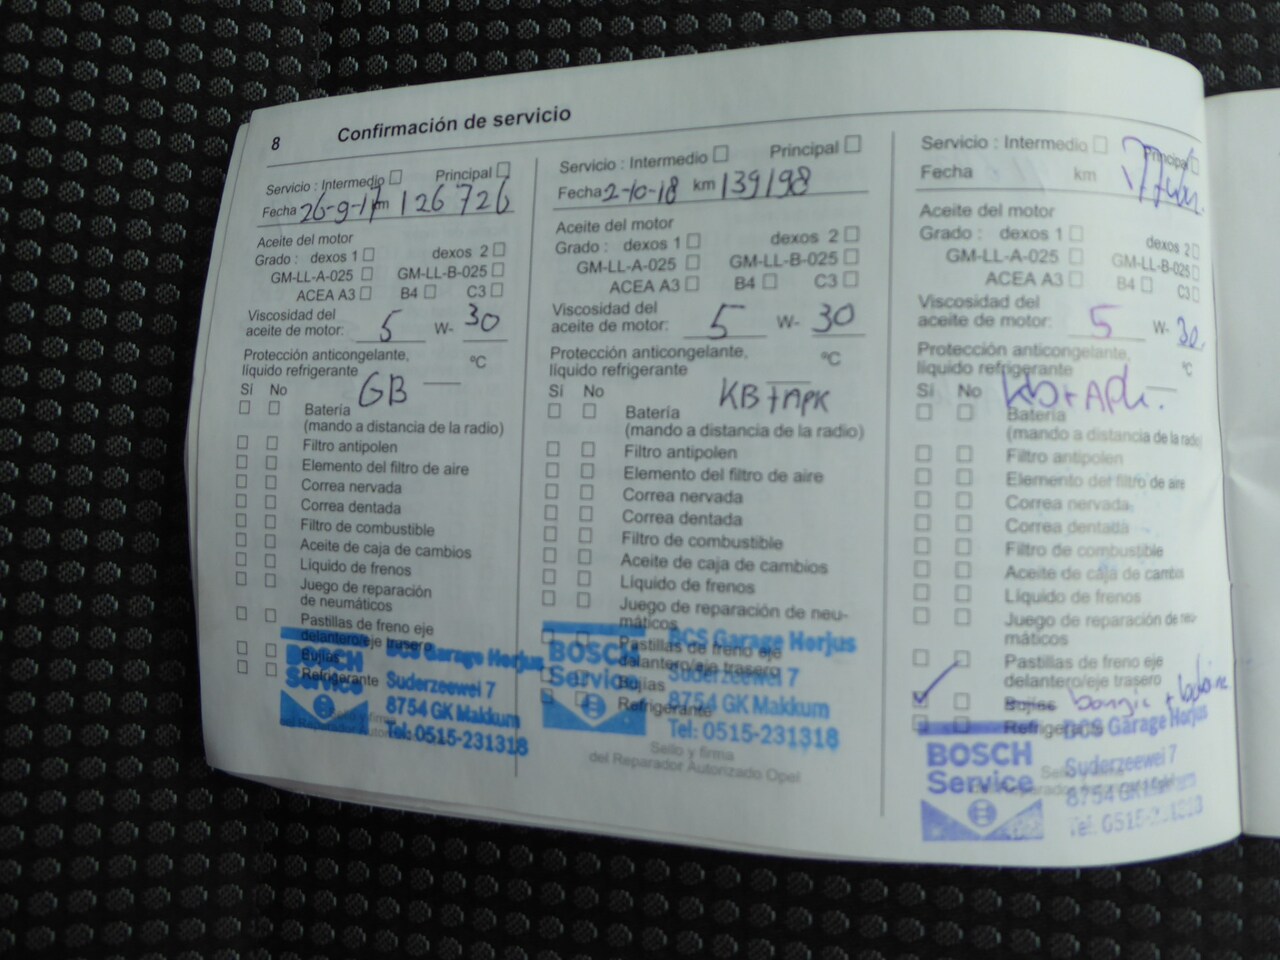 8 Confirmación de servicio
Servicio : Intermedio Principal
Fecha 26-9-17 km 126 726
Aceite del motor
Grado : dexos 1 dexos 2
GM-LL-A-025 GM-LL-B-025
ACEA A3 B4 C3
Viscosidad del
aceite de motor: 5 W- 30
Protección anticongelante,
líquido refrigerante °C
Sí No GB
Batería
(mando a distancia de la radio)
Filtro antipolen
Elemento del filtro de aire
Correa nervada
Correa dentada
Filtro de combustible
Aceite de caja de cambios
Líquido de frenos
Juego de reparación
de neumáticos
Pastillas de freno eje
delantero/eje trasero
Bujías
Refrigerante
BOSCH
Service
BCS Garage Horjus
Suderzeewei 7
8754 GK Makkum
Tel: 0515-231318
Servicio : Intermedio Principal
Fecha 2-10-18 km 139198
Aceite del motor
Grado : dexos 1 dexos 2
GM-LL-A-025 GM-LL-B-025
ACEA A3 B4 C3
Viscosidad del
aceite de motor: 5 W- 30
Protección anticongelante,
líquido refrigerante °C
Sí No KB + APK
Batería
(mando a distancia de la radio)
Filtro antipolen
Elemento del filtro de aire
Correa nervada
Correa dentada
Filtro de combustible
Aceite de caja de cambios
Líquido de frenos
Juego de reparación de neu-
máticos
Pastillas de freno eje
delantero/eje trasero
Bujías
Refrigerante
BOSCH
Service
BCS Garage Horjus
Suderzeewei 7
8754 GK Makkum
Tel: 0515-231318
Sello y firma
del Reparador Autorizado Opel
Servicio : Intermedio Principal
Fecha km
Aceite del motor
Grado : dexos 1 dexos 2
GM-LL-A-025 GM-LL-B-025
ACEA A3 B4 C3
Viscosidad del
aceite de motor: 5 W- 30
Protección anticongelante,
líquido refrigerante °C
Sí No
Batería
(mando a distancia de la radio)
Filtro antipolen
Elemento del filtro de aire
Correa nervada
Correa dentada
Filtro de combustible
Aceite de caja de cambios
Líquido de frenos
Juego de reparación de neu-
máticos
Pastillas de freno eje
delantero/eje trasero
Bujías
Refrigerante
BOSCH
Service
BCS Garage Horjus
Suderzeewei 7
8754 GK Makkum
Tel: 0515-231318